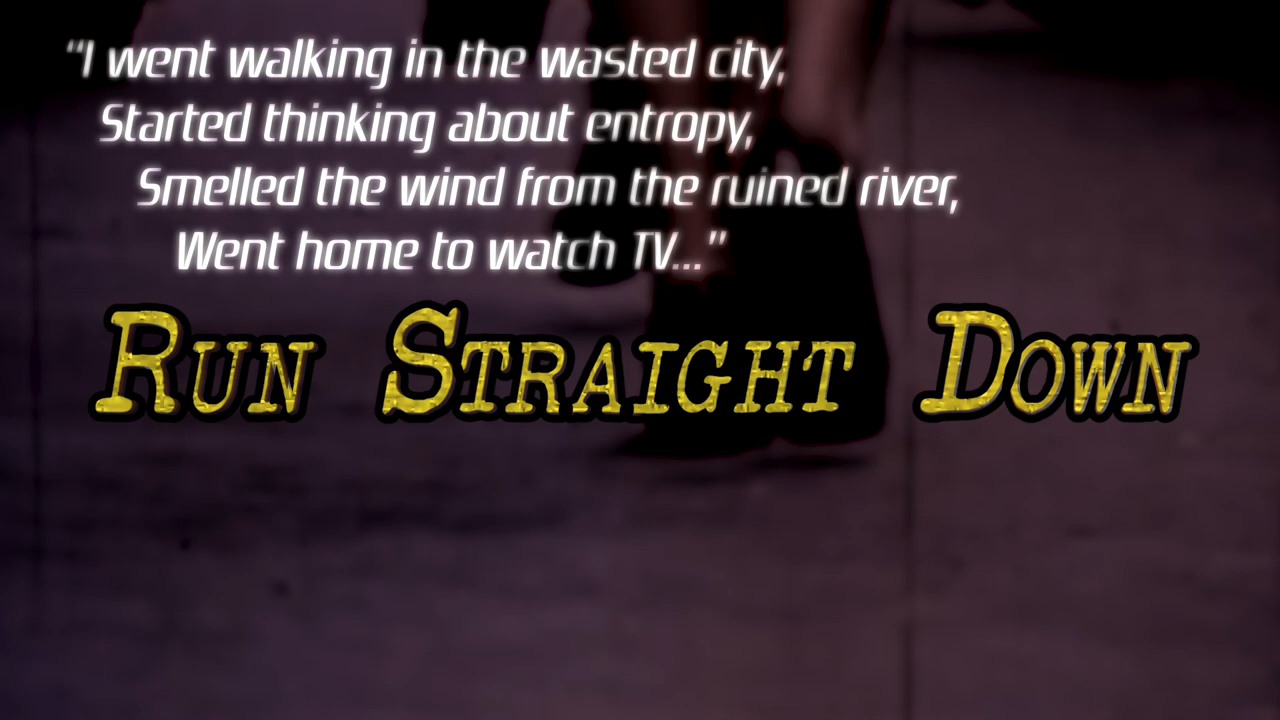 “I went walking in the wasted city,
Started thinking about entropy,
Smelled the wind from the ruined river,
Went home to watch TV...”
Run Straight Down